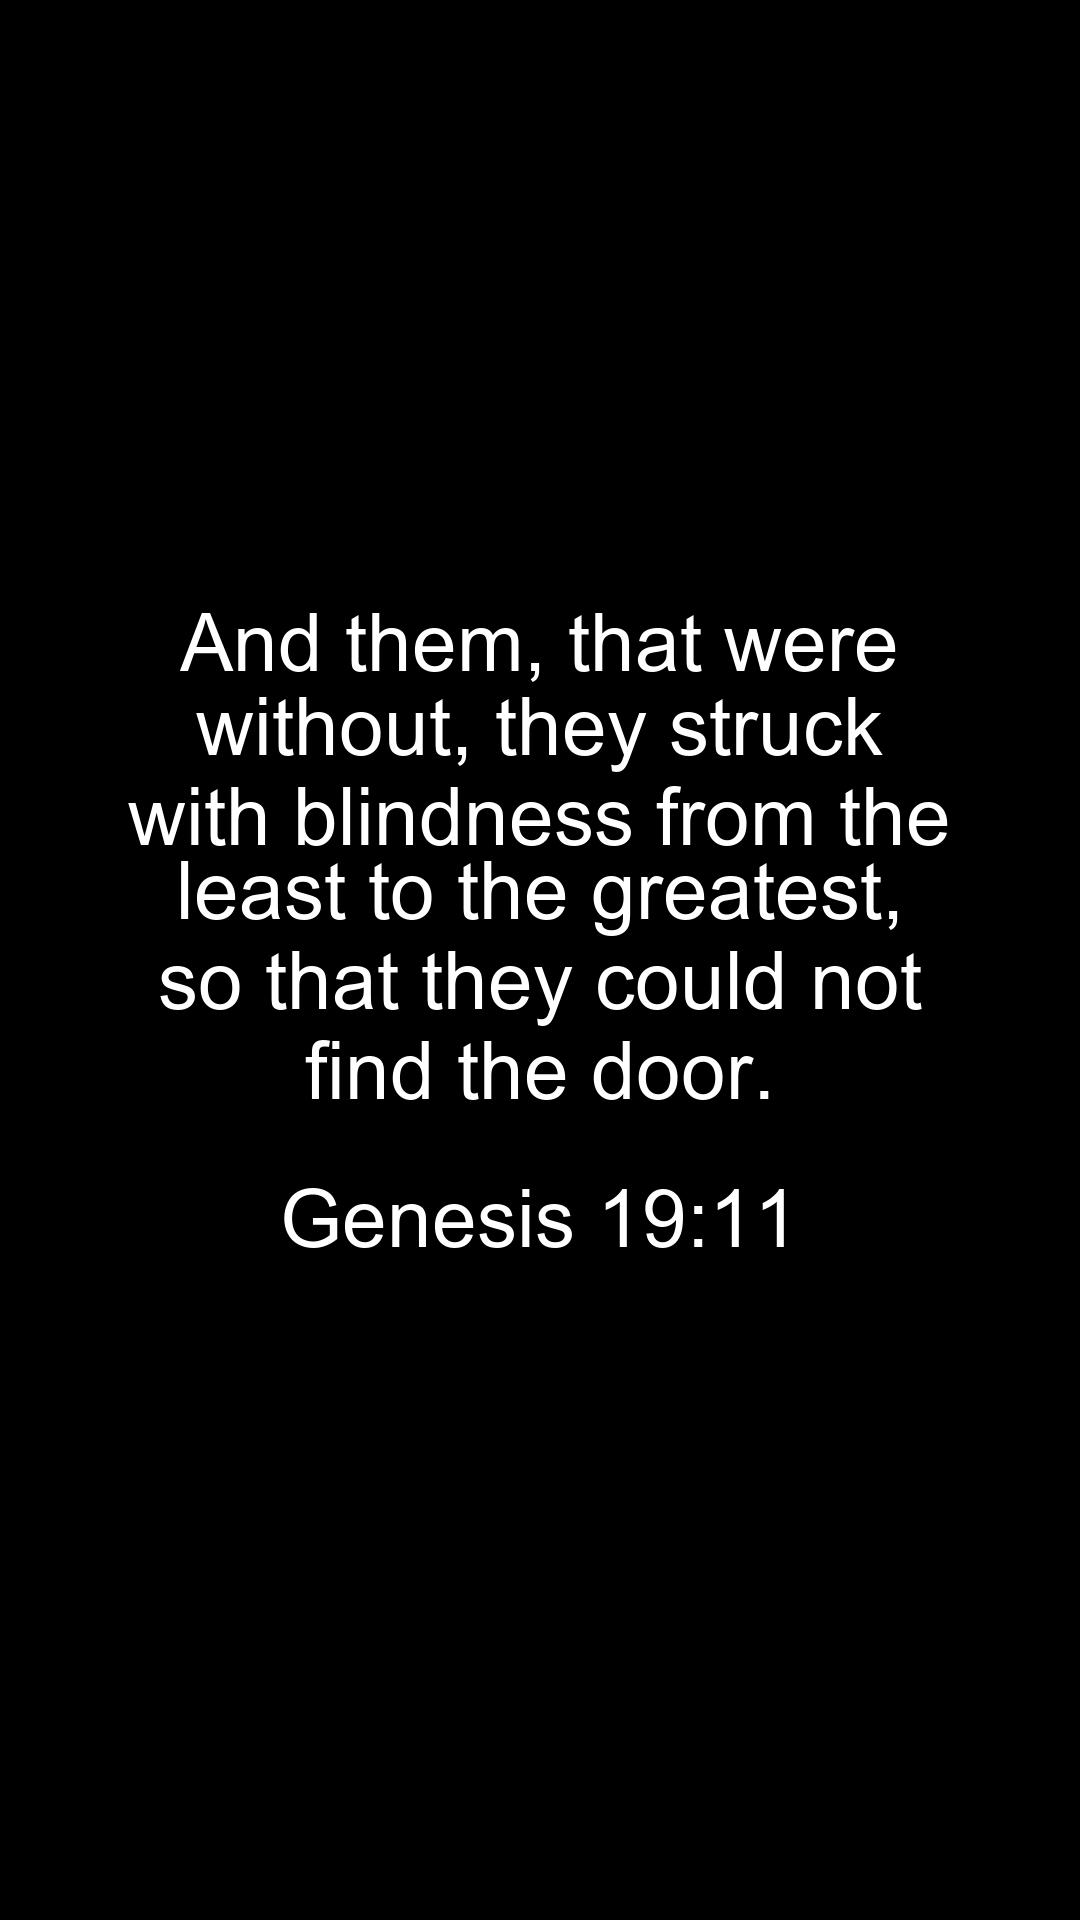 And them, that were
without, they struck
with blindness from the
least to the greatest,
so that they could not
find the door.
Genesis 19:11